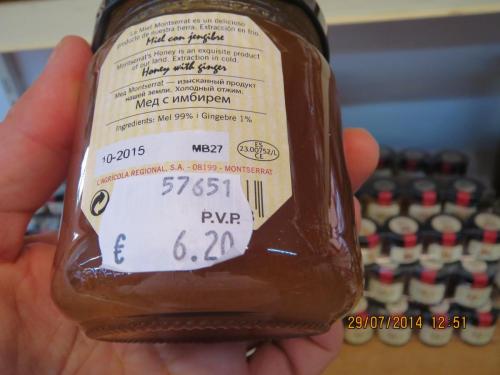 La Miel Montserrat es un delicioso
producto de nuestra tierra. Extracción en frío.
Miel con jengibre
Montserrat's Honey is an exquisite product
of our land. Extraction in cold
Honey with ginger
Мед Montserrat — изысканный продукт
нашей земли. Холодный отжим.
Мед с имбирем
Ingredients: Mel 99% i Gingebre 1%
10-2015 MB27 ES
23.00752/L
CE
L'AGRÍCOLA REGIONAL, S.A. - 08199 - MONTSERRAT
57651
P.V.P.
€ 6.20
29/07/2014 12:51